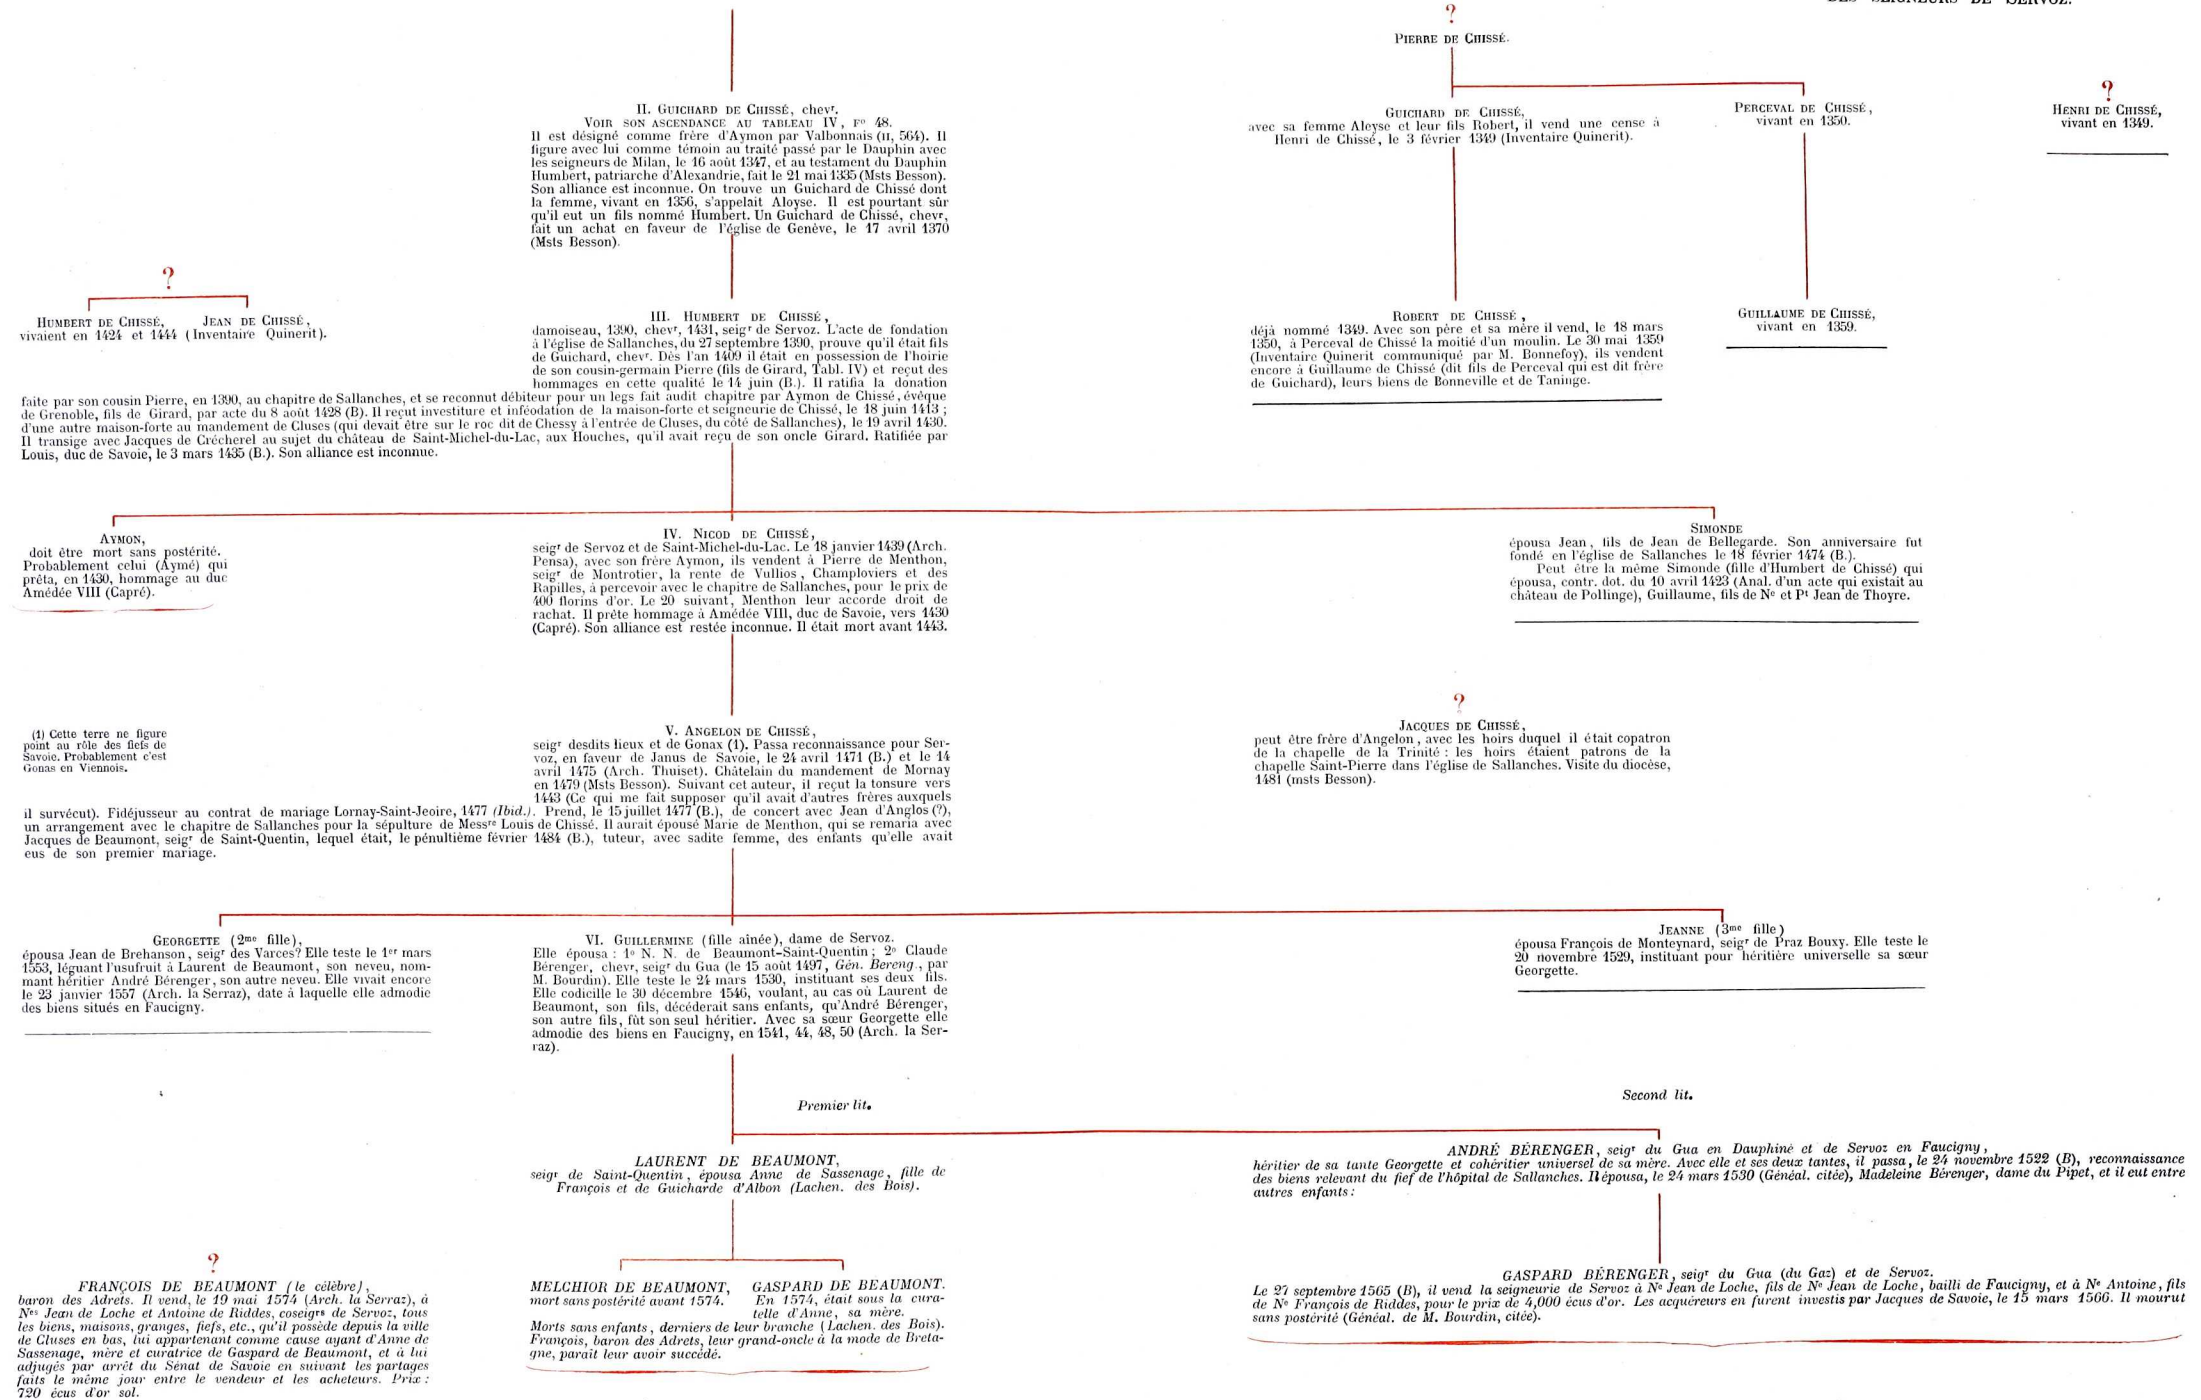 DES SEIGNEURS DE SERVOZ.
PIERRE DE CHISSÉ.
II. GUICHARD DE CHISSÉ, chevr.
VOIR SON ASCENDANCE AU TABLEAU IV, Fo 48.
Il est désigné comme frère d'Aymon par Valbonnais (II, 564). Il
figure avec lui comme témoin au traité passé par le Dauphin avec
les seigneurs de Milan, le 16 août 1347, et au testament du Dauphin
Humbert, patriarche d'Alexandrie, fait le 21 mai 1335 (Msts Besson).
Son alliance est inconnue. On trouve un Guichard de Chissé dont
la femme, vivant en 1356, s'appelait Aloyse. Il est pourtant sûr
qu'il eut un fils nommé Humbert. Un Guichard de Chissé, chevr,
fait un achat en faveur de l'église de Genève, le 17 avril 1370
(Msts Besson).
GUICHARD DE CHISSÉ,
avec sa femme Aleyse et leur fils Robert, il vend une cense à
Henri de Chissé, le 3 février 1349 (Inventaire Quinerit).
PERCEVAL DE CHISSÉ,
vivant en 1350.
?
HENRI DE CHISSÉ,
vivant en 1349.
?
?
HUMBERT DE CHISSÉ, JEAN DE CHISSÉ,
vivaient en 1424 et 1444 (Inventaire Quinerit).
III. HUMBERT DE CHISSÉ,
damoiseau, 1390, chevr, 1431, seigr de Servoz. L'acte de fondation
à l'église de Sallanches, du 27 septembre 1390, prouve qu'il était fils
de Guichard, chevr. Dès l'an 1409 il était en possession de l'hoirie
de son cousin-germain Pierre (fils de Girard, Tabl. IV) et reçut des
hommages en cette qualité le 14 juin (B.). Il ratifia la donation
faite par son cousin Pierre, en 1390, au chapitre de Sallanches, et se reconnut débiteur pour un legs fait audit chapitre par Aymon de Chissé, évêque
de Grenoble, fils de Girard, par acte du 8 août 1428 (B). Il reçut investiture et inféodation de la maison-forte et seigneurie de Chissé, le 18 juin 1413 ;
d'une autre maison-forte au mandement de Cluses (qui devait être sur le roc dit de Chessy à l'entrée de Cluses, du côté de Sallanches), le 19 avril 1430.
Il transige avec Jacques de Crécherel au sujet du château de Saint-Michel-du-Lac, aux Houches, qu'il avait reçu de son oncle Girard. Ratifiée par
Louis, duc de Savoie, le 3 mars 1435 (B.). Son alliance est inconnue.
ROBERT DE CHISSÉ,
déjà nommé 1349. Avec son père et sa mère il vend, le 18 mars
1350, à Perceval de Chissé la moitié d'un moulin. Le 30 mai 1359
(Inventaire Quinerit communiqué par M. Bonnefoy), ils vendent
encore à Guillaume de Chissé (dit fils de Perceval qui est dit frère
de Guichard), leurs biens de Bonneville et de Taninge.
GUILLAUME DE CHISSÉ,
vivant en 1359.
AYMON,
doit être mort sans postérité.
Probablement celui (Aymé) qui
prêta, en 1430, hommage au duc
Amédée VIII (Capré).
IV. NICOD DE CHISSÉ,
seigr de Servoz et de Saint-Michel-du-Lac. Le 18 janvier 1439 (Arch.
Pensa), avec son frère Aymon, ils vendent à Pierre de Menthon,
seigr de Montrotier, la rente de Vullios, Champloviers et des
Rapilles, à percevoir avec le chapitre de Sallanches, pour le prix de
400 florins d'or. Le 20 suivant, Menthon leur accorde droit de
rachat. Il prête hommage à Amédée VIII, duc de Savoie, vers 1430
(Capré). Son alliance est restée inconnue. Il était mort avant 1443.
SIMONDE
épousa Jean, fils de Jean de Bellegarde. Son anniversaire fut
fondé en l'église de Sallanches le 18 février 1474 (B.).
Peut être la même Simonde (fille d'Humbert de Chissé) qui
épousa, contr. dot. du 10 avril 1423 (Anal. d'un acte qui existait au
château de Pollinge), Guillaume, fils de Ne et Pt Jean de Thoyre.
(1) Cette terre ne figure
point au rôle des fiefs de
Savoie. Probablement c'est
Gonas en Viennois.
V. ANGELON DE CHISSÉ,
seigr desdits lieux et de Gonax (1). Passa reconnaissance pour Ser-
voz, en faveur de Janus de Savoie, le 24 avril 1471 (B.) et le 14
avril 1475 (Arch. Thuiset). Châtelain du mandement de Mornay
en 1479 (Msts Besson). Suivant cet auteur, il reçut la tonsure vers
1443 (Ce qui me fait supposer qu'il avait d'autres frères auxquels
il survécut). Fidéjusseur au contrat de mariage Lornay-Saint-Jeoire, 1477 (Ibid.). Prend, le 15 juillet 1477 (B.), de concert avec Jean d'Anglos (?),
un arrangement avec le chapitre de Sallanches pour la sépulture de Messre Louis de Chissé. Il aurait épousé Marie de Menthon, qui se remaria avec
Jacques de Beaumont, seigr de Saint-Quentin, lequel était, le pénultième février 1484 (B.), tuteur, avec sadite femme, des enfants qu'elle avait
eus de son premier mariage.
?
JACQUES DE CHISSÉ,
peut être frère d'Angelon, avec les hoirs duquel il était copatron
de la chapelle de la Trinité : les hoirs étaient patrons de la
chapelle Saint-Pierre dans l'église de Sallanches. Visite du diocèse,
1481 (msts Besson).
GEORGETTE (2me fille),
épousa Jean de Brehanson, seigr des Varces? Elle teste le 1er mars
1553, léguant l'usufruit à Laurent de Beaumont, son neveu, nom-
mant héritier André Bérenger, son autre neveu. Elle vivait encore
le 23 janvier 1557 (Arch. la Serraz), date à laquelle elle admodie
des biens situés en Faucigny.
VI. GUILLERMINE (fille aînée), dame de Servoz.
Elle épousa : 1o N. N. de Beaumont-Saint-Quentin ; 2o Claude
Bérenger, chevr, seigr du Gua (le 15 août 1497, Gén. Bereng., par
M. Bourdin). Elle teste le 24 mars 1530, instituant ses deux fils.
Elle codicille le 30 décembre 1546, voulant, au cas où Laurent de
Beaumont, son fils, décéderait sans enfants, qu'André Bérenger,
son autre fils, fût son seul héritier. Avec sa sœur Georgette elle
admodie des biens en Faucigny, en 1541, 44, 48, 50 (Arch. la Ser-
raz).
JEANNE (3me fille)
épousa François de Monteynard, seigr de Praz Bouxy. Elle teste le
20 novembre 1529, instituant pour héritière universelle sa sœur
Georgette.
Premier lit.
Second lit.
LAURENT DE BEAUMONT,
seigr de Saint-Quentin, épousa Anne de Sassenage, fille de
François et de Guicharde d'Albon (Lachen. des Bois).
ANDRÉ BÉRENGER, seigr du Gua en Dauphiné et de Servoz en Faucigny,
héritier de sa tante Georgette et cohéritier universel de sa mère. Avec elle et ses deux tantes, il passa, le 24 novembre 1522 (B), reconnaissance
des biens relevant du fief de l'hôpital de Sallanches. Il épousa, le 24 mars 1530 (Généal. citée), Madeleine Bérenger, dame du Pipet, et il eut entre
autres enfants :
?
FRANÇOIS DE BEAUMONT (le célèbre),
baron des Adrets. Il vend, le 19 mai 1574 (Arch. la Serraz), à
Nes Jean de Loche et Antoine de Riddes, coseigrs de Servoz, tous
les biens, maisons, granges, fiefs, etc., qu'il possède depuis la ville
de Cluses en bas, lui appartenant comme cause ayant d'Anne de
Sassenage, mère et curatrice de Gaspard de Beaumont, et à lui
adjugés par arrêt du Sénat de Savoie en suivant les partages
faits le même jour entre le vendeur et les acheteurs. Prix :
720 écus d'or sol.
MELCHIOR DE BEAUMONT,
mort sans postérité avant 1574.
GASPARD DE BEAUMONT.
En 1574, était sous la cura-
telle d'Anne, sa mère.
Morts sans enfants, derniers de leur branche (Lachen. des Bois).
François, baron des Adrets, leur grand-oncle à la mode de Breta-
gne, paraît leur avoir succédé.
GASPARD BÉRENGER, seigr du Gua (du Gaz) et de Servoz.
Le 27 septembre 1565 (B), il vend la seigneurie de Servoz à Ne Jean de Loche, fils de Ne Jean de Loche, bailli de Faucigny, et à Ne Antoine, fils
de Ne François de Riddes, pour le prix de 4,000 écus d'or. Les acquéreurs en furent investis par Jacques de Savoie, le 15 mars 1566. Il mourut
sans postérité (Généal. de M. Bourdin, citée).